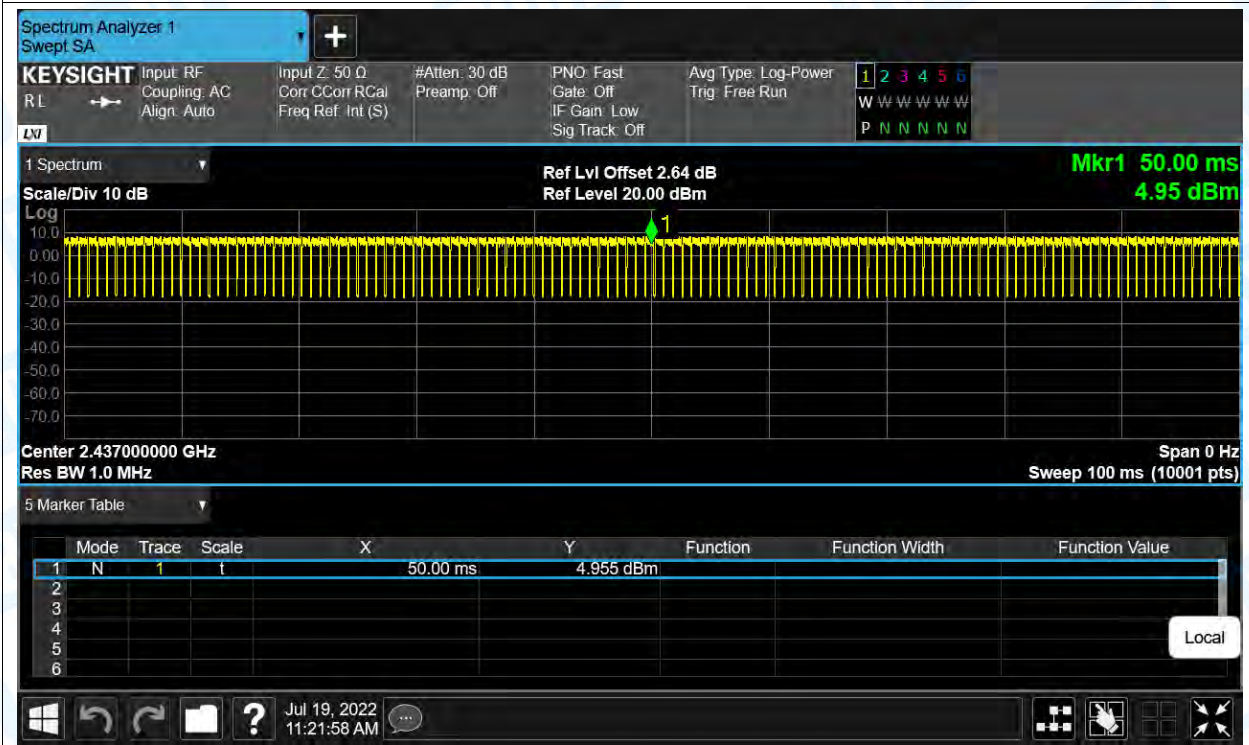 Spectrum Analyzer 1
Swept SA
+
KEYSIGHT Input: RF Input Z: 50 Ω #Atten: 30 dB PNO: Fast Avg Type: Log-Power 1 2 3 4 5 6
R L Coupling: AC Corr CCorr RCal Preamp: Off Gate: Off Trig: Free Run W W W W W W
Align: Auto Freq Ref: Int (S) IF Gain: Low
LXI Sig Track: Off P N N N N N
1 Spectrum Ref Lvl Offset 2.64 dB Mkr1 50.00 ms
Scale/Div 10 dB Ref Level 20.00 dBm 4.95 dBm
Log
1
10.0
0.00
-10.0
-20.0
-30.0
-40.0
-50.0
-60.0
-70.0
Center 2.437000000 GHz Span 0 Hz
Res BW 1.0 MHz Sweep 100 ms (10001 pts)
5 Marker Table
Mode Trace Scale X Y Function Function Width Function Value
1 N 1 t 50.00 ms 4.955 dBm
2
3
4
5
6
Local
? Jul 19, 2022
11:21:58 AM